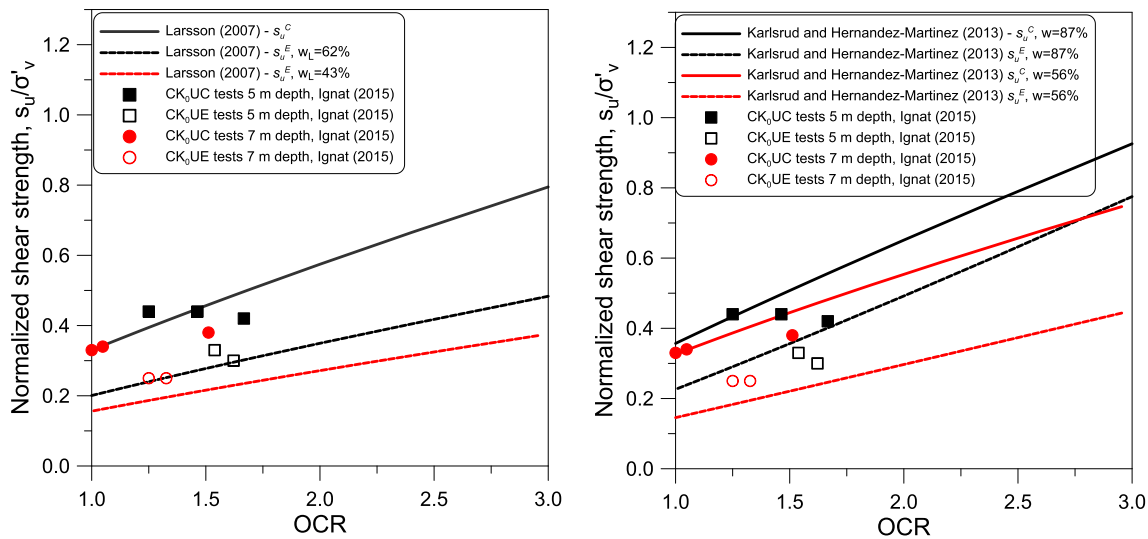 Larsson (2007) - s_u^C
Larsson (2007) - s_u^E, w_L=62%
Larsson (2007) - s_u^E, w_L=43%
CK₀UC tests 5 m depth, Ignat (2015)
CK₀UE tests 5 m depth, Ignat (2015)
CK₀UC tests 7 m depth, Ignat (2015)
CK₀UE tests 7 m depth, Ignat (2015)
Normalized shear strength, s_u/σ'_v
1.2
1.0
0.8
0.6
0.4
0.2
0.0
1.0 1.5 2.0 2.5 3.0
OCR
Karlsrud and Hernandez-Martinez (2013) - s_u^C, w=87%
Karlsrud and Hernandez-Martinez (2013) s_u^E, w=87%
Karlsrud and Hernandez-Martinez (2013) s_u^C, w=56%
Karlsrud and Hernandez-Martinez (2013) s_u^E, w=56%
CK₀UC tests 5 m depth, Ignat (2015)
CK₀UE tests 5 m depth, Ignat (2015)
CK₀UC tests 7 m depth, Ignat (2015)
CK₀UE tests 7 m depth, Ignat (2015)
Normalized shear strength, s_u/σ'_v
1.2
1.0
0.8
0.6
0.4
0.2
0.0
1.0 1.5 2.0 2.5 3.0
OCR